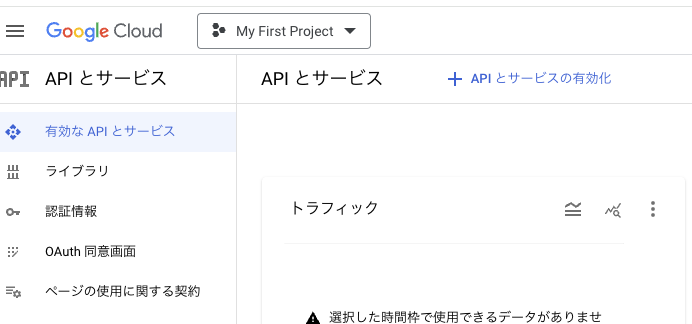 Google Cloud
My First Project
API
API とサービス
API とサービス
API とサービスの有効化
有効な API とサービス
ライブラリ
認証情報
OAuth 同意画面
ページの使用に関する契約
トラフィック
選択した時間枠で使用できるデータがありませ